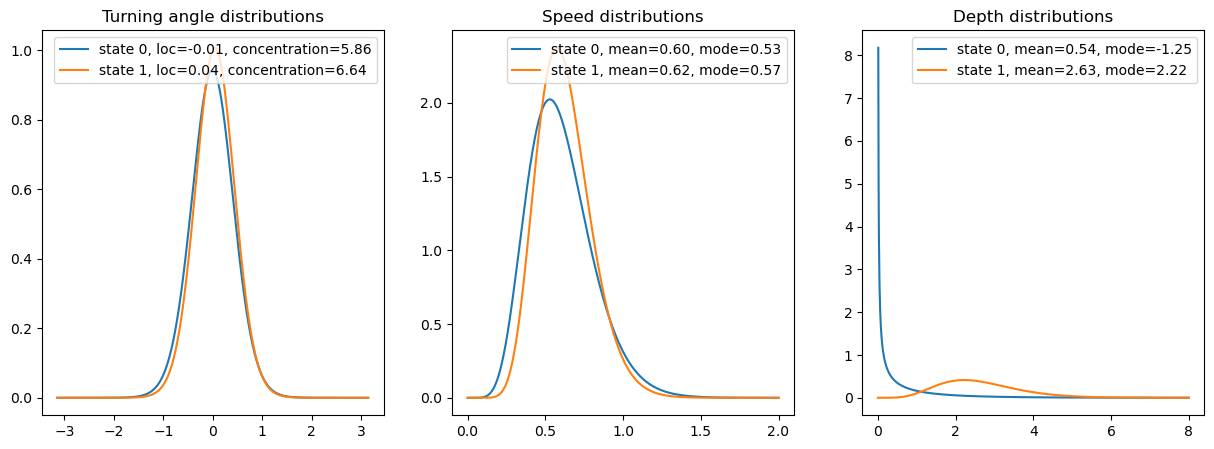 Turning angle distributions
state 0, loc=-0.01, concentration=5.86
state 1, loc=0.04, concentration=6.64
1.0
0.8
0.6
0.4
0.2
0.0
−3 −2 −1 0 1 2 3
Speed distributions
state 0, mean=0.60, mode=0.53
state 1, mean=0.62, mode=0.57
2.0
1.5
1.0
0.5
0.0
0.0 0.5 1.0 1.5 2.0
Depth distributions
state 0, mean=0.54, mode=-1.25
state 1, mean=2.63, mode=2.22
8
7
6
5
4
3
2
1
0
0 2 4 6 8